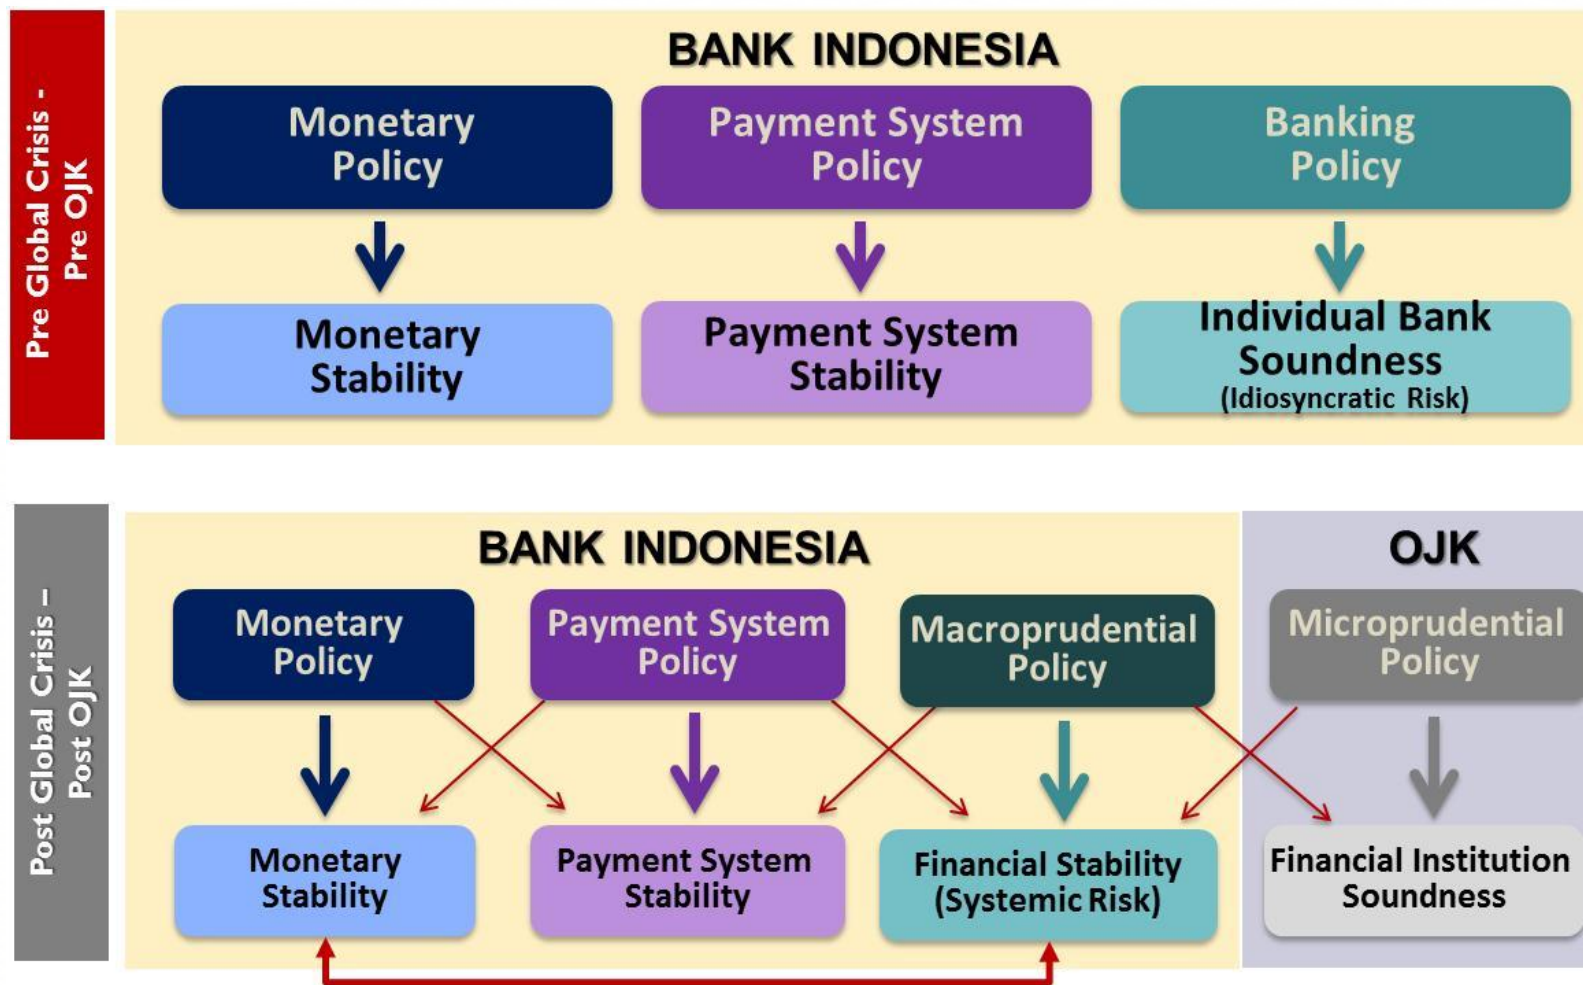 Pre Global Crisis -
Pre OJK
BANK INDONESIA
Monetary
Policy
Payment System
Policy
Banking
Policy
Monetary
Stability
Payment System
Stability
Individual Bank
Soundness
(Idiosyncratic Risk)
Post Global Crisis –
Post OJK
BANK INDONESIA
OJK
Monetary
Policy
Payment System
Policy
Macroprudential
Policy
Microprudential
Policy
Monetary
Stability
Payment System
Stability
Financial Stability
(Systemic Risk)
Financial Institution
Soundness